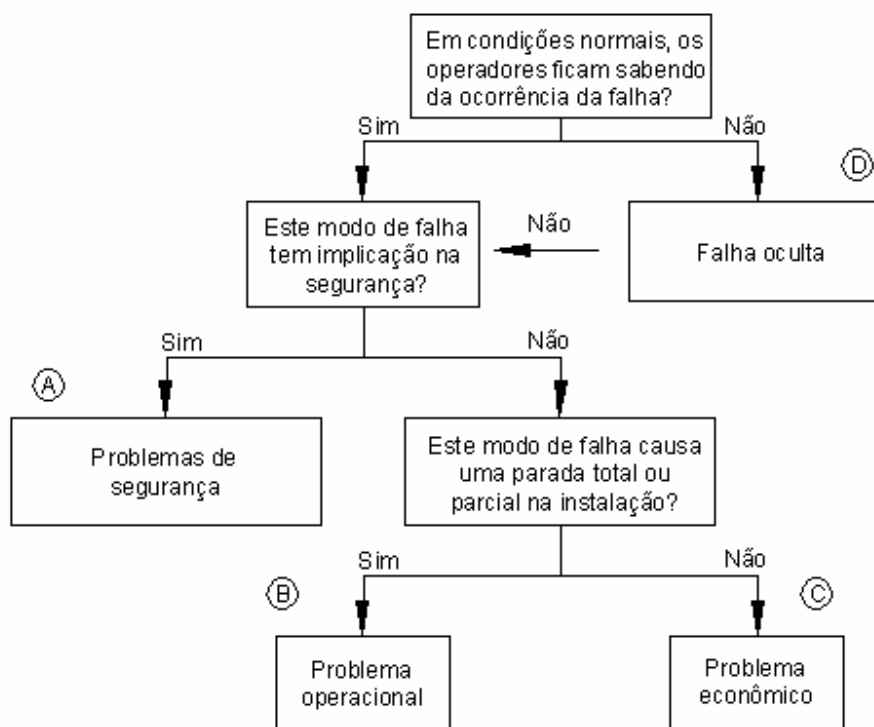 Em condições normais, os
operadores ficam sabendo
da ocorrência da falha?
Sim
Não
D
Este modo de falha
tem implicação na
segurança?
Não
Falha oculta
Sim
Não
A
Problemas de
segurança
Este modo de falha causa
uma parada total ou
parcial na instalação?
Sim
Não
B
C
Problema
operacional
Problema
econômico